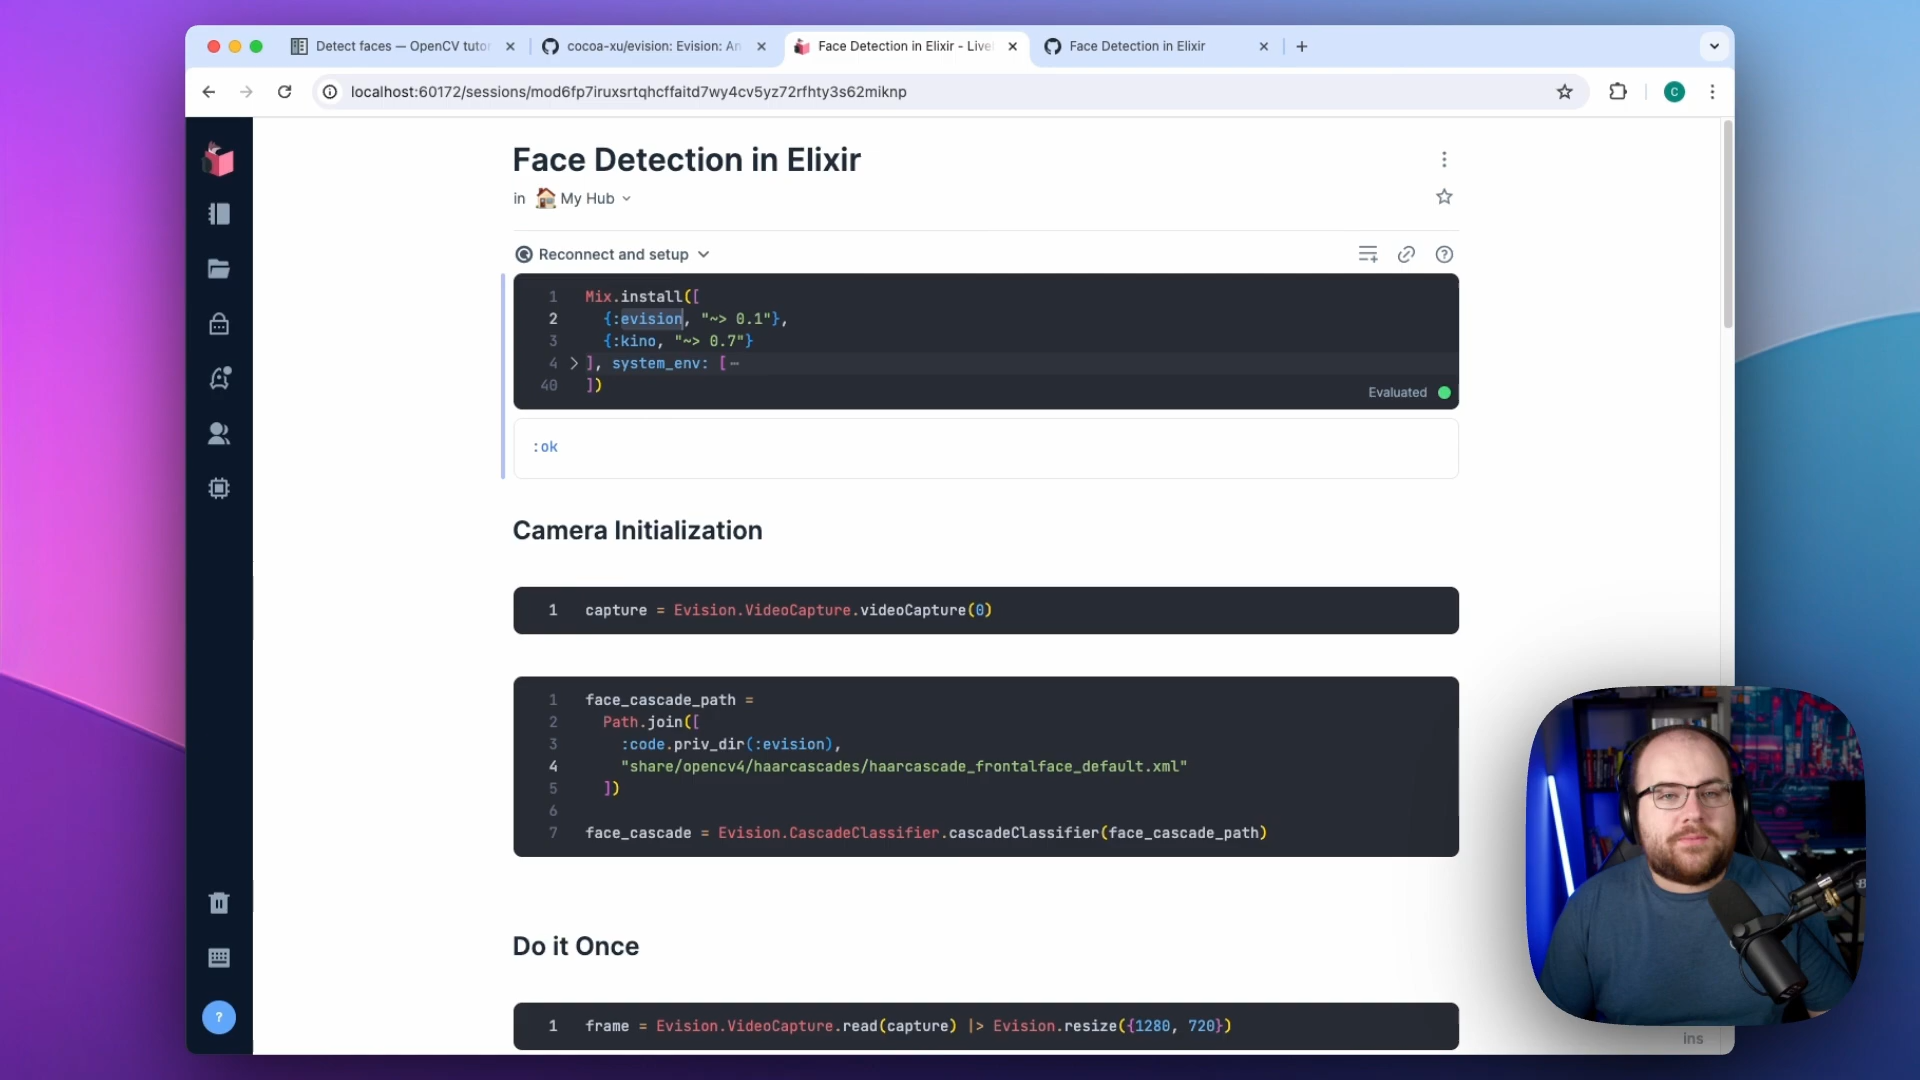 Detect faces — OpenCV tutor
cocoa-xu/evision: Evision: An
Face Detection in Elixir - Live
Face Detection in Elixir
localhost:60172/sessions/mod6fp7iruxsrtqhcffaitd7wy4cv5yz72rfhty3s62miknp
C
Face Detection in Elixir
in My Hub
Reconnect and setup
1 Mix.install([
2 {:evision, "~> 0.1"},
3 {:kino, "~> 0.7"}
4 ], system_env: [⋯
40 ])
Evaluated
:ok
Camera Initialization
1 capture = Evision.VideoCapture.videoCapture(0)
1 face_cascade_path =
2 Path.join([
3 :code.priv_dir(:evision),
4 "share/opencv4/haarcascades/haarcascade_frontalface_default.xml"
5 ])
6
7 face_cascade = Evision.CascadeClassifier.cascadeClassifier(face_cascade_path)
Do it Once
1 frame = Evision.VideoCapture.read(capture) |> Evision.resize({1280, 720})
?
ins